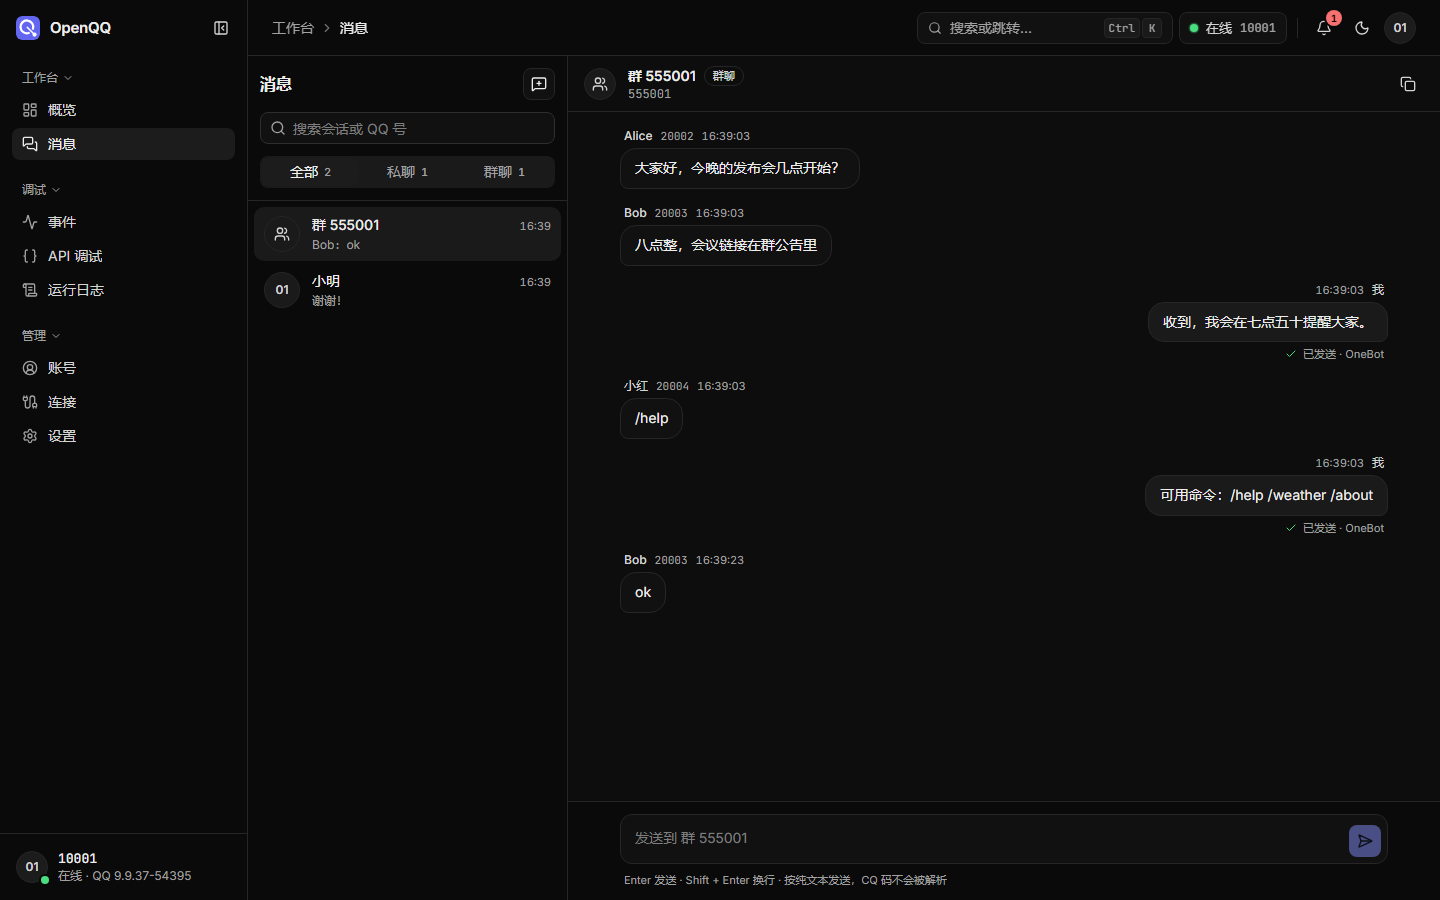 OpenQQ
工作台
概览
消息
调试
事件
API 调试
运行日志
管理
账号
连接
设置
01
10001
在线 · QQ 9.9.37-54395
工作台 > 消息
搜索或跳转... Ctrl K
在线 10001
1
01
消息
搜索会话或 QQ 号
全部 2 私聊 1 群聊 1
群 555001 16:39
Bob: ok
01
小明 16:39
谢谢!
群 555001 群聊
555001
Alice 20002 16:39:03
大家好，今晚的发布会几点开始？
Bob 20003 16:39:03
八点整，会议链接在群公告里
16:39:03 我
收到，我会在七点五十提醒大家。
已发送 · OneBot
小红 20004 16:39:03
/help
16:39:03 我
可用命令：/help /weather /about
已发送 · OneBot
Bob 20003 16:39:23
ok
发送到 群 555001
Enter 发送 · Shift + Enter 换行 · 按纯文本发送，CQ 码不会被解析